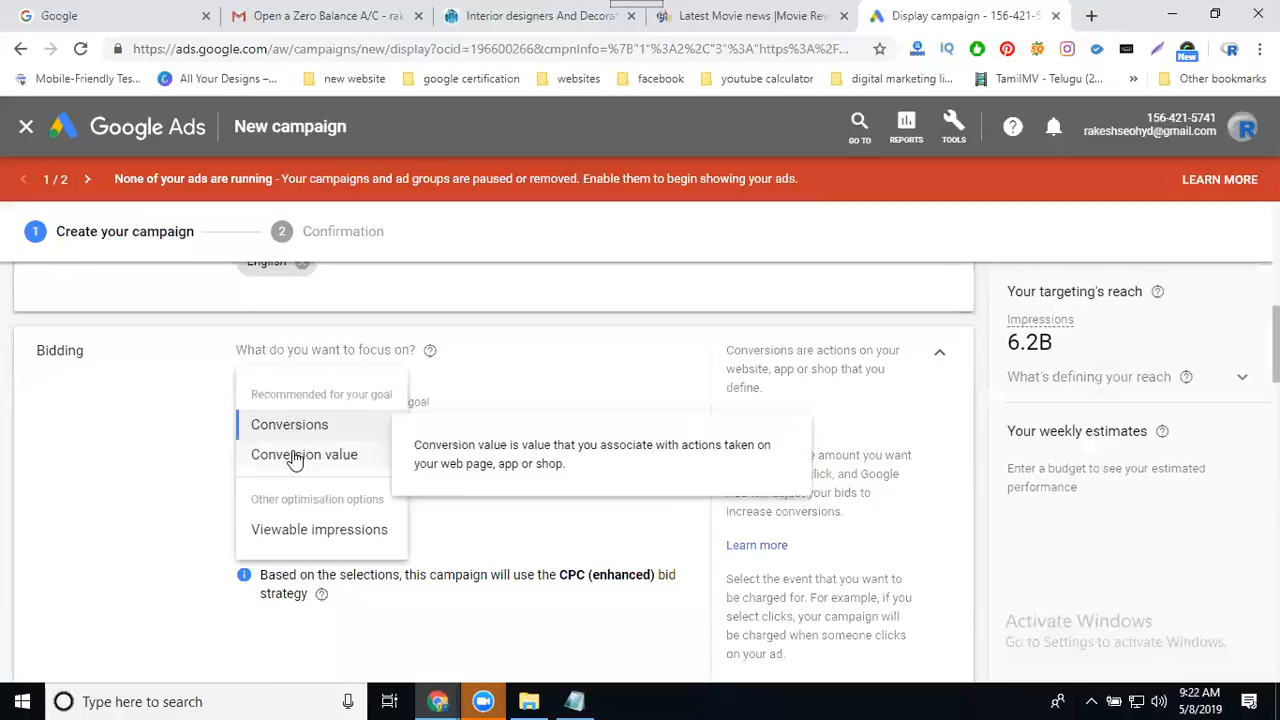 Google
Open a Zero Balance A/C - rak
Interior designers And Decorat
Latest Movie news |Movie Rev
Display campaign - 156-421-5
https://ads.google.com/aw/campaigns/new/display?ocid=196600266&cmpnInfo=%7B"1"%3A2%2C"3"%3A"https%3A%2F...
Mobile-Friendly Tes...
All Your Designs –...
new website
google certification
websites
facebook
youtube calculator
digital marketing li...
TamilMV - Telugu (2...
»
Other bookmarks
New
Google Ads
New campaign
GO TO
REPORTS
TOOLS
156-421-5741
rakeshseohyd@gmail.com
1 / 2
None of your ads are running - Your campaigns and ad groups are paused or removed. Enable them to begin showing your ads.
LEARN MORE
1 Create your campaign
2 Confirmation
English
Bidding
What do you want to focus on?
Recommended for your goal
goal
Conversions
Conversion value
Other optimisation options
Viewable impressions
Conversion value is value that you associate with actions taken on
your web page, app or shop.
Based on the selections, this campaign will use the CPC (enhanced) bid
strategy
Conversions are actions on your
website, app or shop that you
define.
e amount you want
click, and Google
your bids to
increase conversions.
Learn more
Select the event that you want to
be charged for. For example, if you
select clicks, your campaign will
be charged when someone clicks
on your ad.
Your targeting's reach
Impressions
6.2B
What's defining your reach
Your weekly estimates
Enter a budget to see your estimated
performance
Activate Windows
Go to Settings to activate Windows.
Type here to search
9:22 AM
5/8/2019